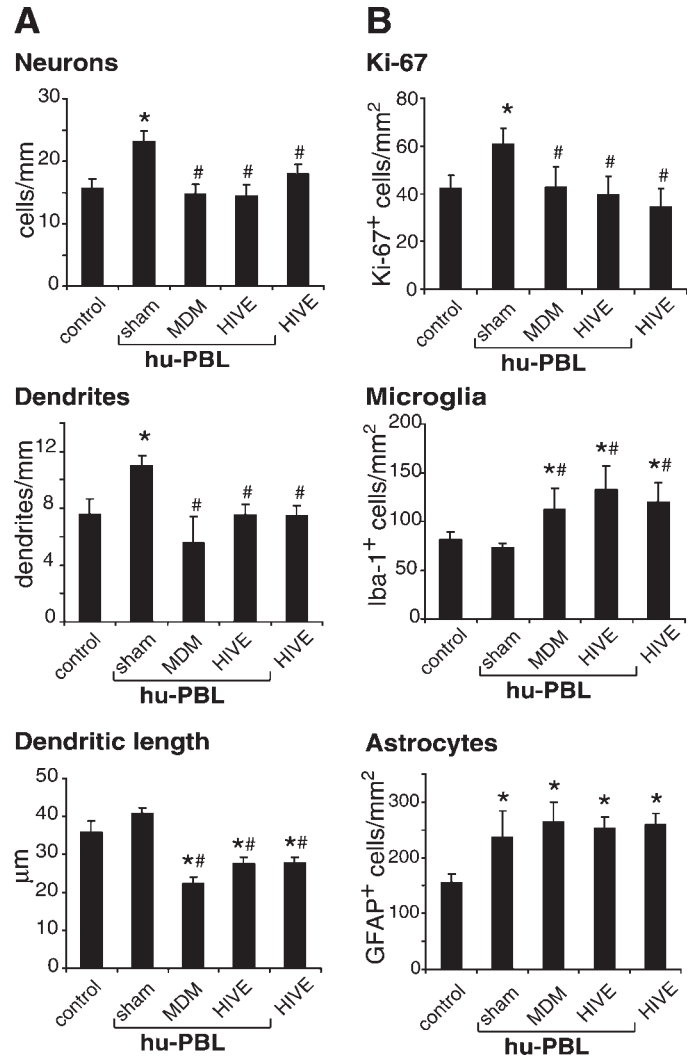 A
Neurons
cells/mm
30
20
10
0
*
#
#
#
control
sham
MDM
HIVE
HIVE
hu-PBL
Dendrites
dendrites/mm
12
8
4
0
*
#
#
#
control
sham
MDM
HIVE
HIVE
hu-PBL
Dendritic length
μm
50
40
30
20
10
0
*#
*#
*#
control
sham
MDM
HIVE
HIVE
hu-PBL
B
Ki-67
Ki-67+ cells/mm2
80
60
40
20
0
*
#
#
#
control
sham
MDM
HIVE
HIVE
hu-PBL
Microglia
Iba-1+ cells/mm2
200
150
100
50
0
*#
*#
*#
control
sham
MDM
HIVE
HIVE
hu-PBL
Astrocytes
GFAP+ cells/mm2
300
200
100
0
*
*
*
*
control
sham
MDM
HIVE
HIVE
hu-PBL